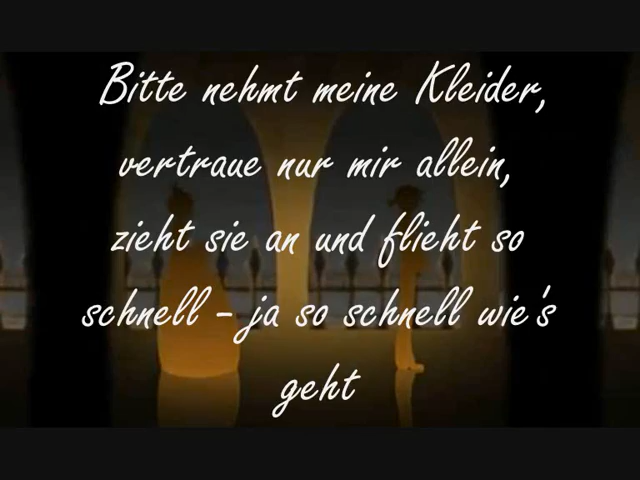 Bitte nehmt meine Kleider,
vertraue nur mir allein,
zieht sie an und flieht so
schnell - ja so schnell wie's
geht